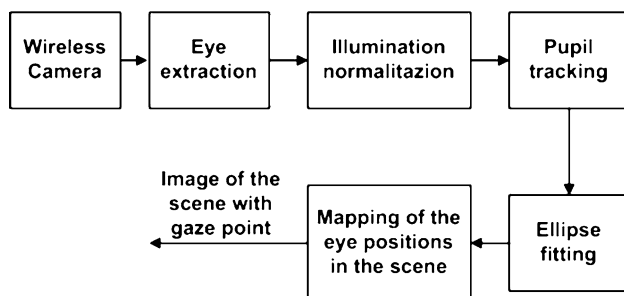 Wireless
Camera
Eye
extraction
Illumination
normalitazion
Pupil
tracking
Image of the
scene with
gaze point
Mapping of the
eye positions
in the scene
Ellipse
fitting